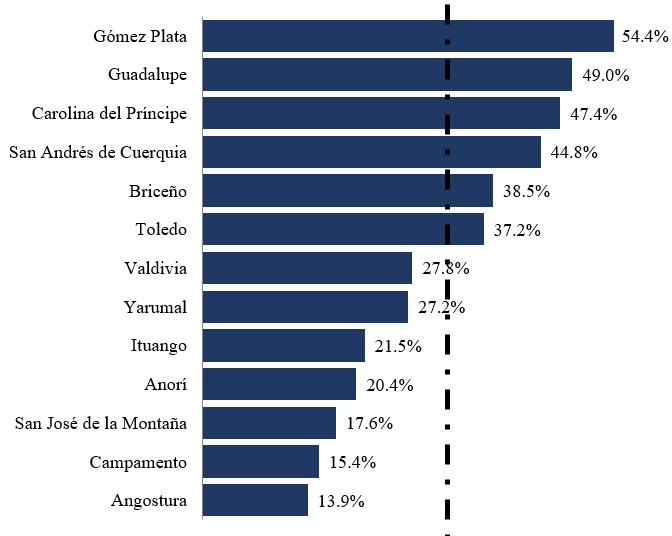 Gómez Plata 54.4%
Guadalupe 49.0%
Carolina del Príncipe 47.4%
San Andrés de Cuerquia 44.8%
Briceño 38.5%
Toledo 37.2%
Valdivia 27.8%
Yarumal 27.2%
Ituango 21.5%
Anorí 20.4%
San José de la Montaña 17.6%
Campamento 15.4%
Angostura 13.9%